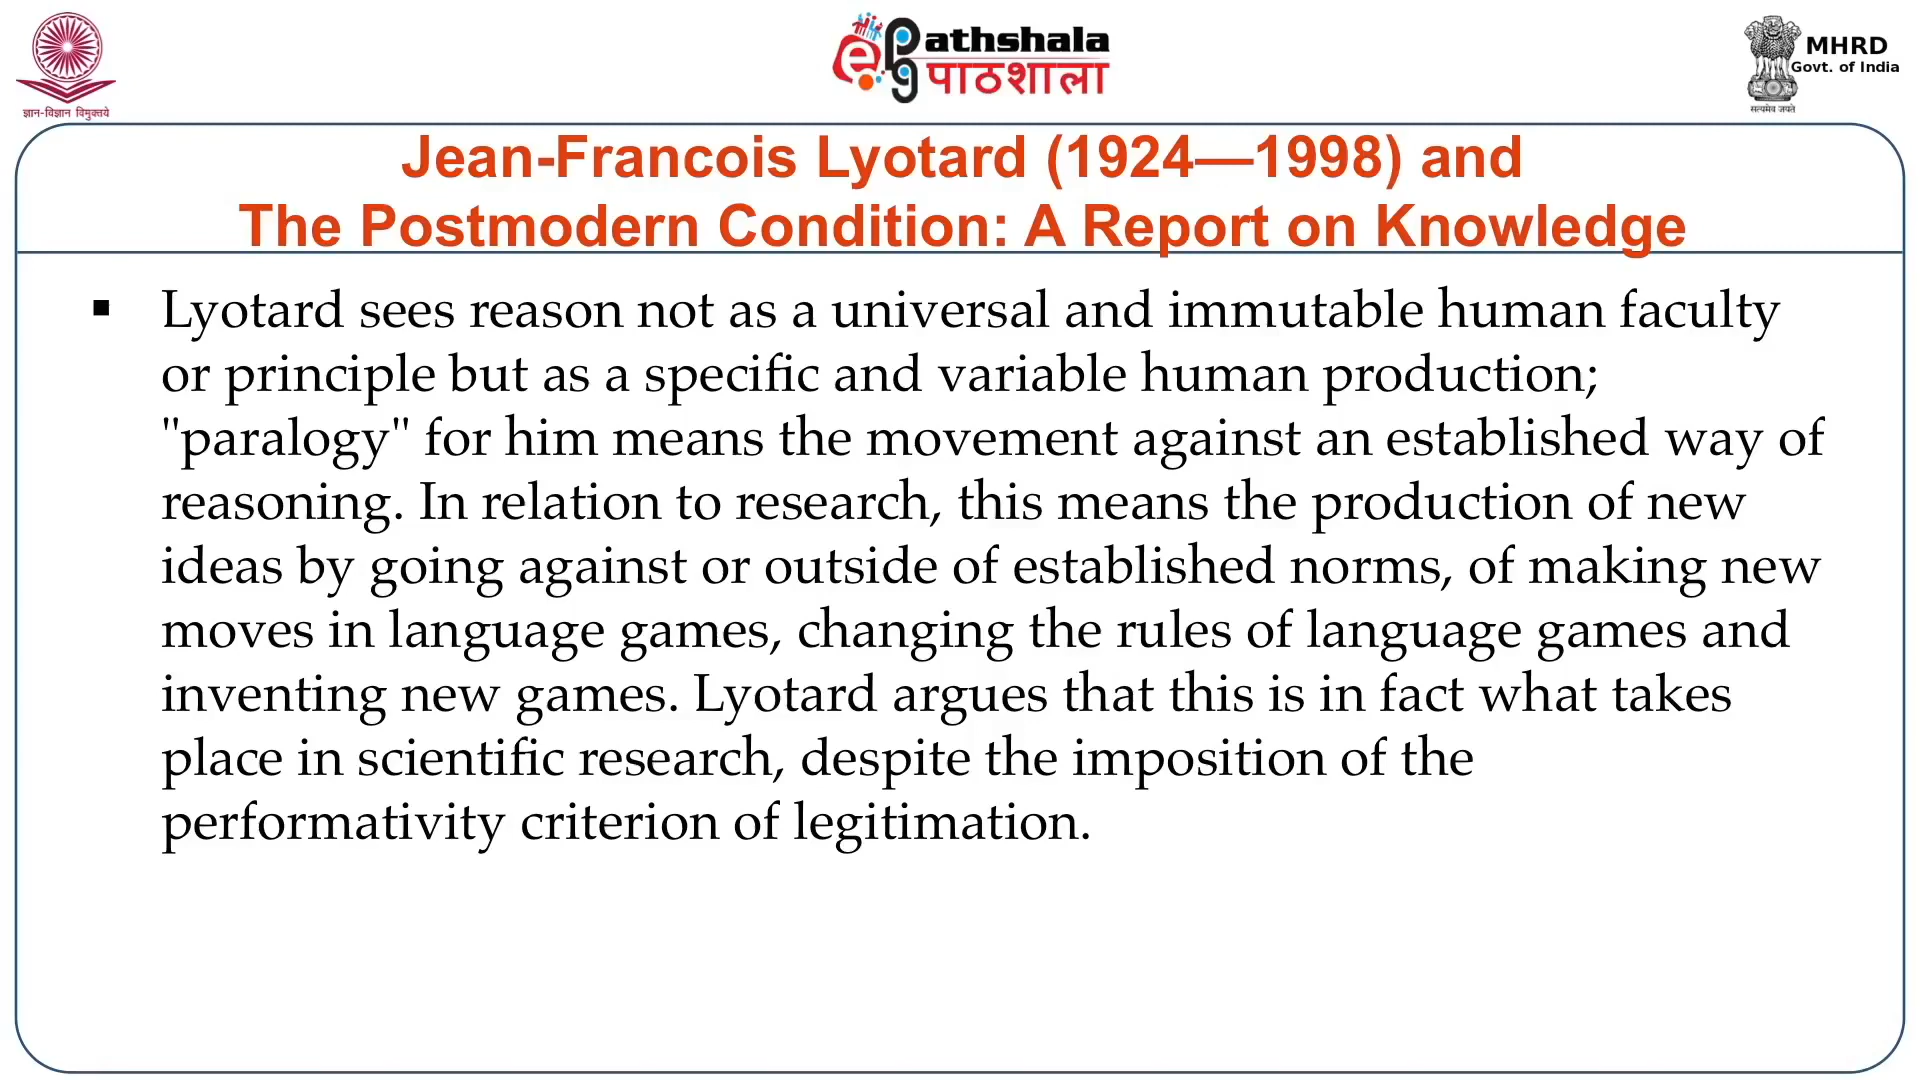 ज्ञान-विज्ञान विमुक्तये
e
pg
athshala
पाठशाला
MHRD
Govt. of India
सत्यमेव जयते
Jean-Francois Lyotard (1924—1998) and
The Postmodern Condition: A Report on Knowledge
▪ Lyotard sees reason not as a universal and immutable human faculty
or principle but as a specific and variable human production;
"paralogy" for him means the movement against an established way of
reasoning. In relation to research, this means the production of new
ideas by going against or outside of established norms, of making new
moves in language games, changing the rules of language games and
inventing new games. Lyotard argues that this is in fact what takes
place in scientific research, despite the imposition of the
performativity criterion of legitimation.